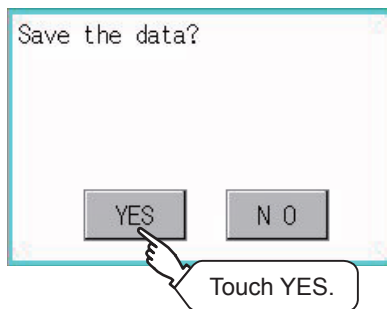 Save the data?
YES
N O
Touch YES.